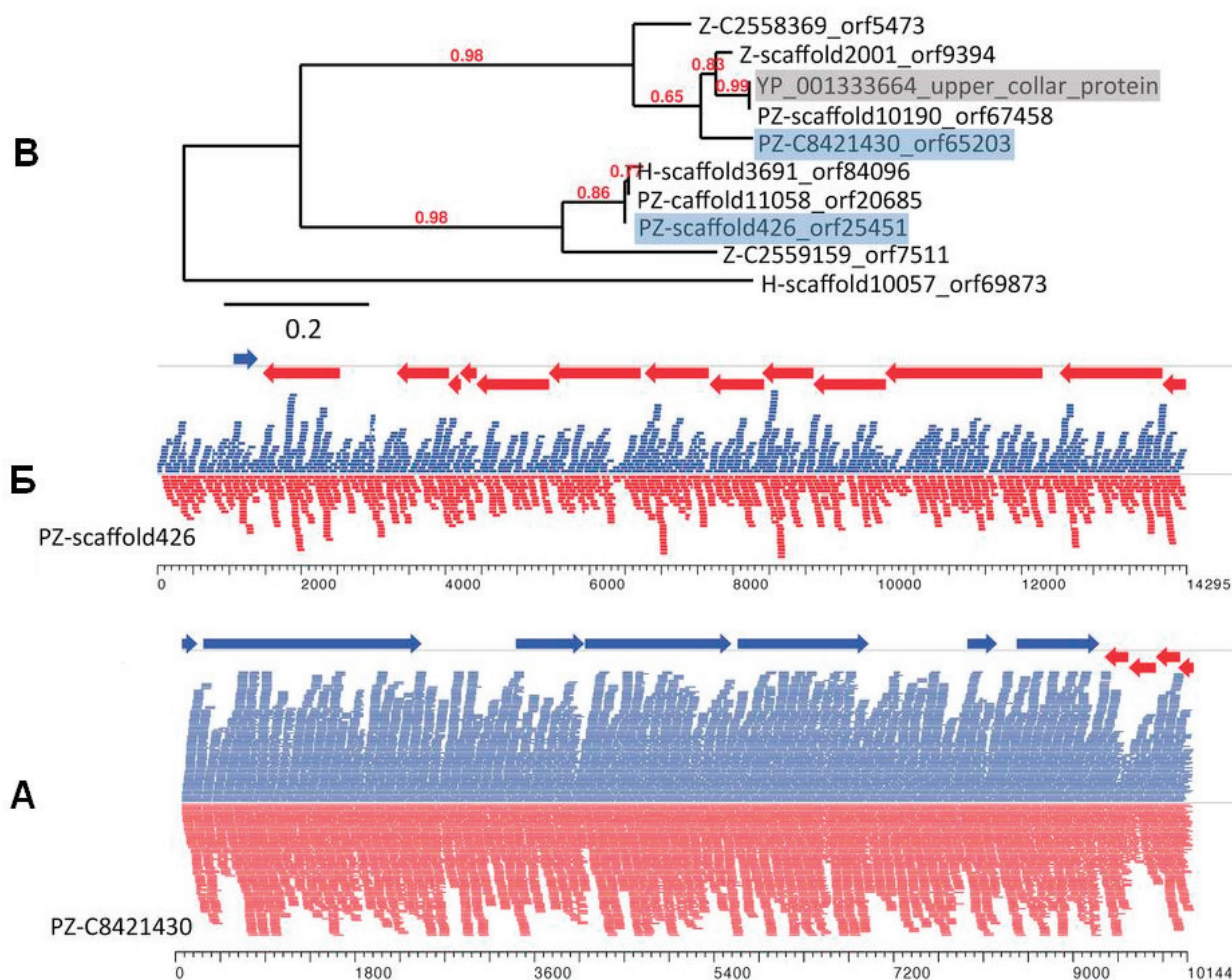 0.98
Z-C2558369_orf5473
0.83
Z-scaffold2001_orf9394
0.99
YP_001333664_upper_collar_protein
0.65
PZ-scaffold10190_orf67458
В
PZ-C8421430_orf65203
0.77
H-scaffold3691_orf84096
0.86
PZ-caffold11058_orf20685
0.98
PZ-scaffold426_orf25451
Z-C2559159_orf7511
H-scaffold10057_orf69873
0.2
Б
PZ-scaffold426
0 2000 4000 6000 8000 10000 12000 14295
А
PZ-C8421430
0 1800 3600 5400 7200 9000 10144